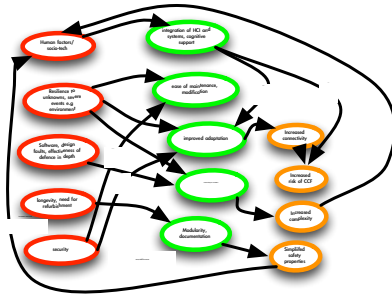 Human factors/
socio-tech
integration of HCI and
systems, cognitive
support
Resilience to
unknowns, severe
events e.g
environment
ease of maintenance,
modification
Software, design
faults, effectiveness of
defence in depth
improved adaptation
Increased
connectivity
Increased
risk of CCF
longevity, need for
refurbishment
Increased
complexity
Modularity,
documentation
security
Simplified
safety
properties